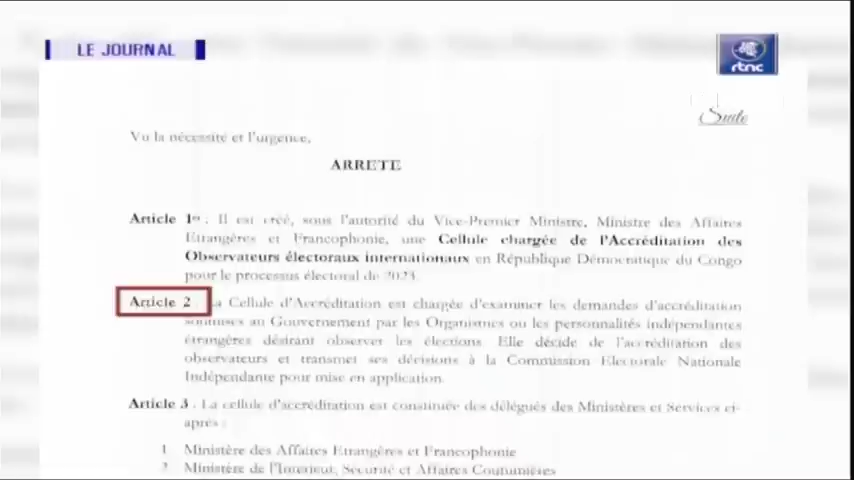 LE JOURNAL
rtnc
Suite
Vu la nécessité et l'urgence,
ARRETE
Article 1er : Il est créé, sous l'autorité du Vice-Premier Ministre, Ministre des Affaires
Etrangères et Francophonie, une Cellule chargée de l'Accréditation des
Observateurs électoraux internationaux en République Démocratique du Congo
pour le processus électoral de 2023.
Article 2 La Cellule d'Accréditation est chargée d'examiner les demandes d'accréditation
soumises au Gouvernement par les Organismes ou les personnalités indépendantes
étrangères désirant observer les élections. Elle décide de l'accréditation des
observateurs et transmet ses décisions à la Commission Electorale Nationale
Indépendante pour mise en application.
Article 3 : La cellule d'accréditation est constituée des délégués des Ministères et Services ci-
après :
1 Ministère des Affaires Etrangères et Francophonie
2 Ministère de l'Intérieur, Sécurité et Affaires Coutumières